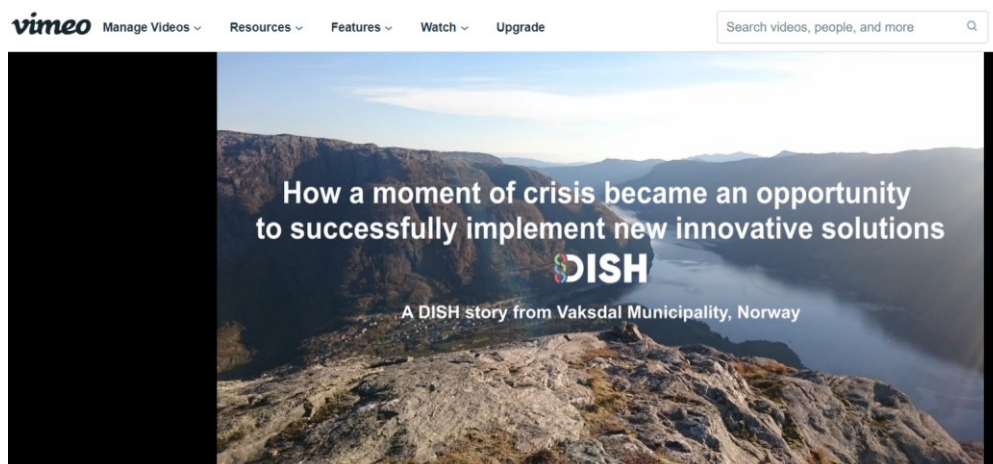 vimeo Manage Videos Resources Features Watch Upgrade Search videos, people, and more
How a moment of crisis became an opportunity
to successfully implement new innovative solutions
DISH
A DISH story from Vaksdal Municipality, Norway